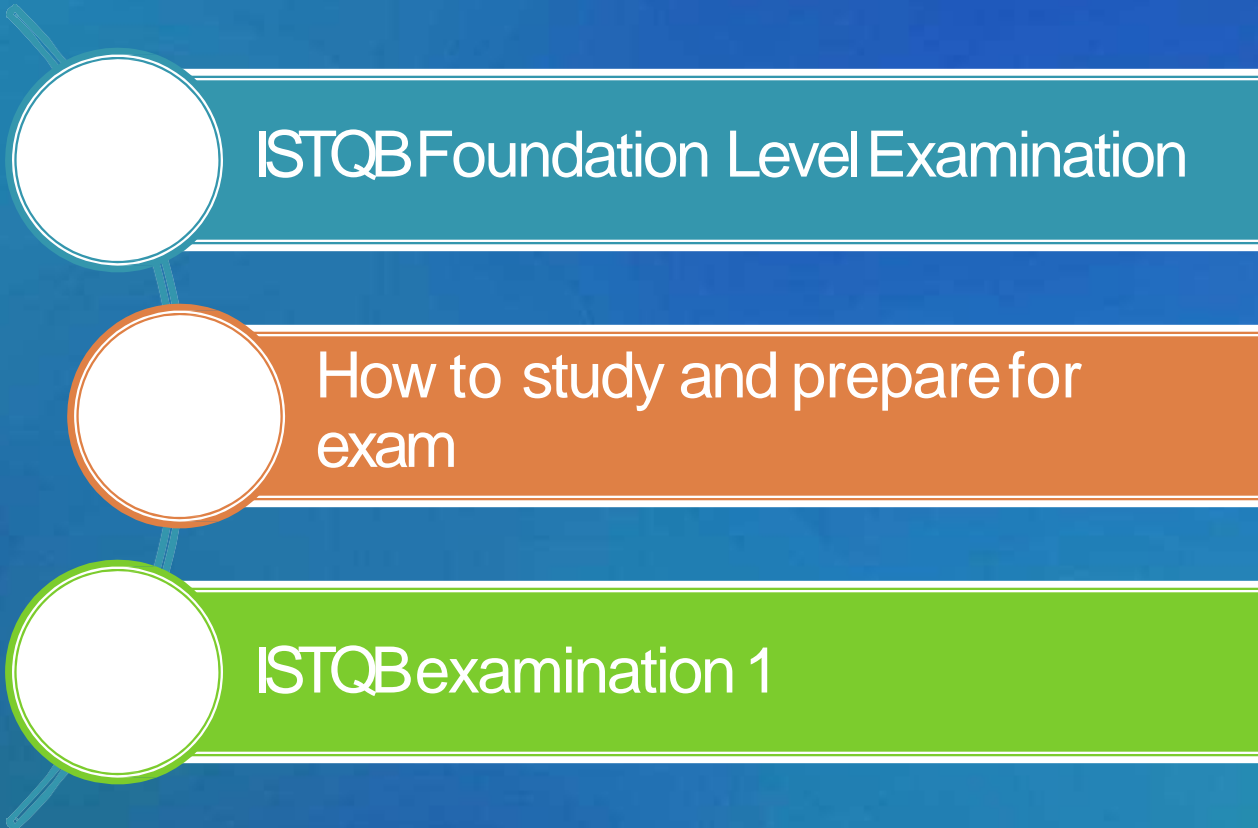 ISTQB Foundation Level Examination
How to study and prepare for
exam
ISTQB examination 1